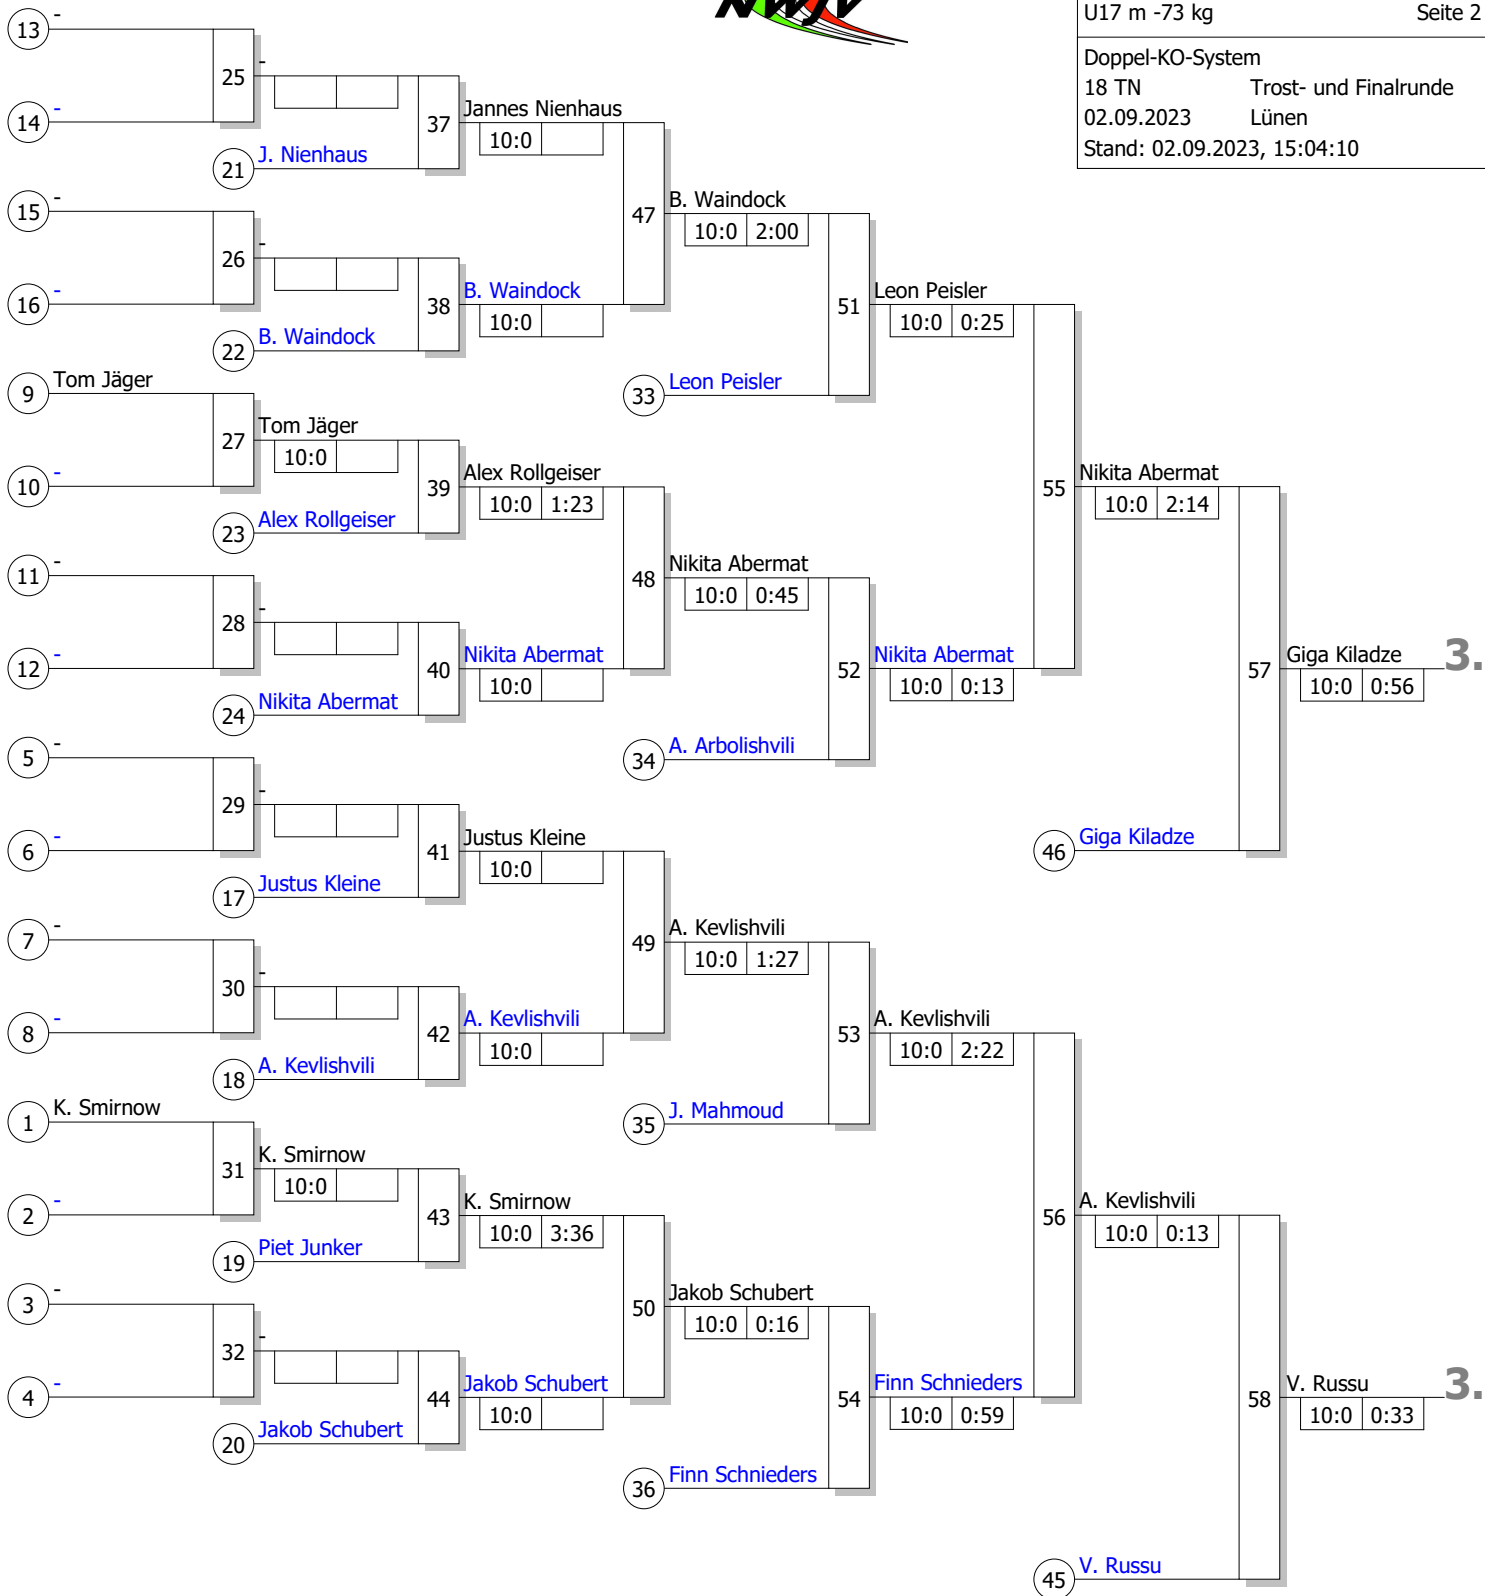 NWJV
U17 m -73 kg Seite 2
Doppel-KO-System
18 TN Trost- und Finalrunde
02.09.2023 Lünen
Stand: 02.09.2023, 15:04:10
13 -
25 -
14 -
37 Jannes Nienhaus
10:0
21 J. Nienhaus
15 -
47 B. Waindock
10:0 2:00
26 -
16 -
38 B. Waindock
10:0
22 B. Waindock
51 Leon Peisler
10:0 0:25
33 Leon Peisler
9 Tom Jäger
27 Tom Jäger
10:0
10 -
39 Alex Rollgeiser
10:0 1:23
23 Alex Rollgeiser
55 Nikita Abermat
10:0 2:14
11 -
48 Nikita Abermat
10:0 0:45
28 -
12 -
40 Nikita Abermat
10:0
24 Nikita Abermat
52 Nikita Abermat
10:0 0:13
34 A. Arbolishvili
57 Giga Kiladze 3.
10:0 0:56
5 -
29 -
6 -
41 Justus Kleine
10:0
17 Justus Kleine
46 Giga Kiladze
7 -
49 A. Kevlishvili
10:0 1:27
30 -
8 -
42 A. Kevlishvili
10:0
18 A. Kevlishvili
53 A. Kevlishvili
10:0 2:22
35 J. Mahmoud
1 K. Smirnow
31 K. Smirnow
10:0
2 -
43 K. Smirnow
10:0 3:36
19 Piet Junker
56 A. Kevlishvili
10:0 0:13
3 -
50 Jakob Schubert
10:0 0:16
32 -
4 -
44 Jakob Schubert
10:0
20 Jakob Schubert
54 Finn Schnieders
10:0 0:59
36 Finn Schnieders
58 V. Russu 3.
10:0 0:33
45 V. Russu